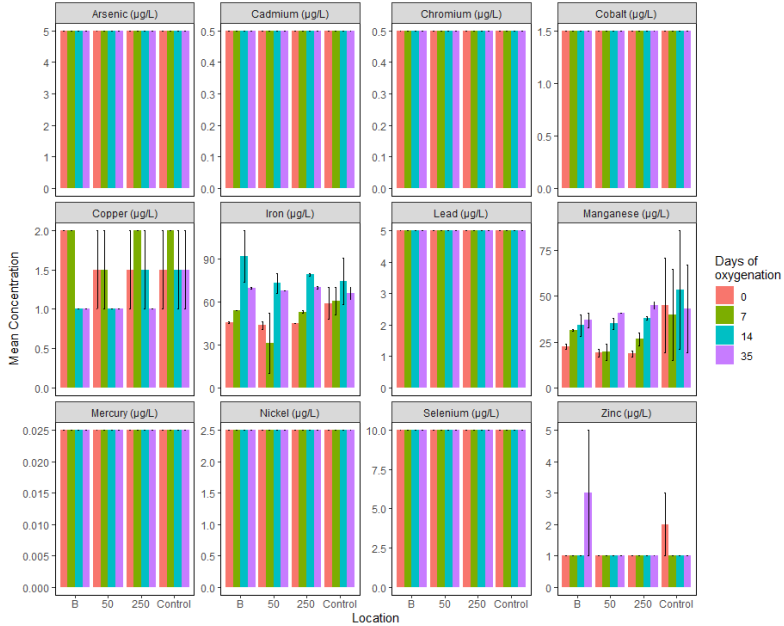 Arsenic (µg/L) Cadmium (µg/L) Chromium (µg/L) Cobalt (µg/L)
5 0.5 0.5 1.5
4 0.4 0.4
3 0.3 0.3 1.0
2 0.2 0.2 0.5
1 0.1 0.1
0 0.0 0.0 0.0
Copper (µg/L) Iron (µg/L) Lead (µg/L) Manganese (µg/L)
2.0 5
1.5 90 4 75
1.0 60 3 50
0.5 30 2 25
1
0.0 0 0 0
Mercury (µg/L) Nickel (µg/L) Selenium (µg/L) Zinc (µg/L)
0.025 2.5 10.0 5
0.020 2.0 7.5 4
0.015 1.5 5.0 3
0.010 1.0 2
0.005 0.5 2.5 1
0.000 0.0 0.0 0
B 50 250 Control B 50 250 Control B 50 250 Control B 50 250 Control
Location
Mean Concentration
Days of
oxygenation
0
7
14
35